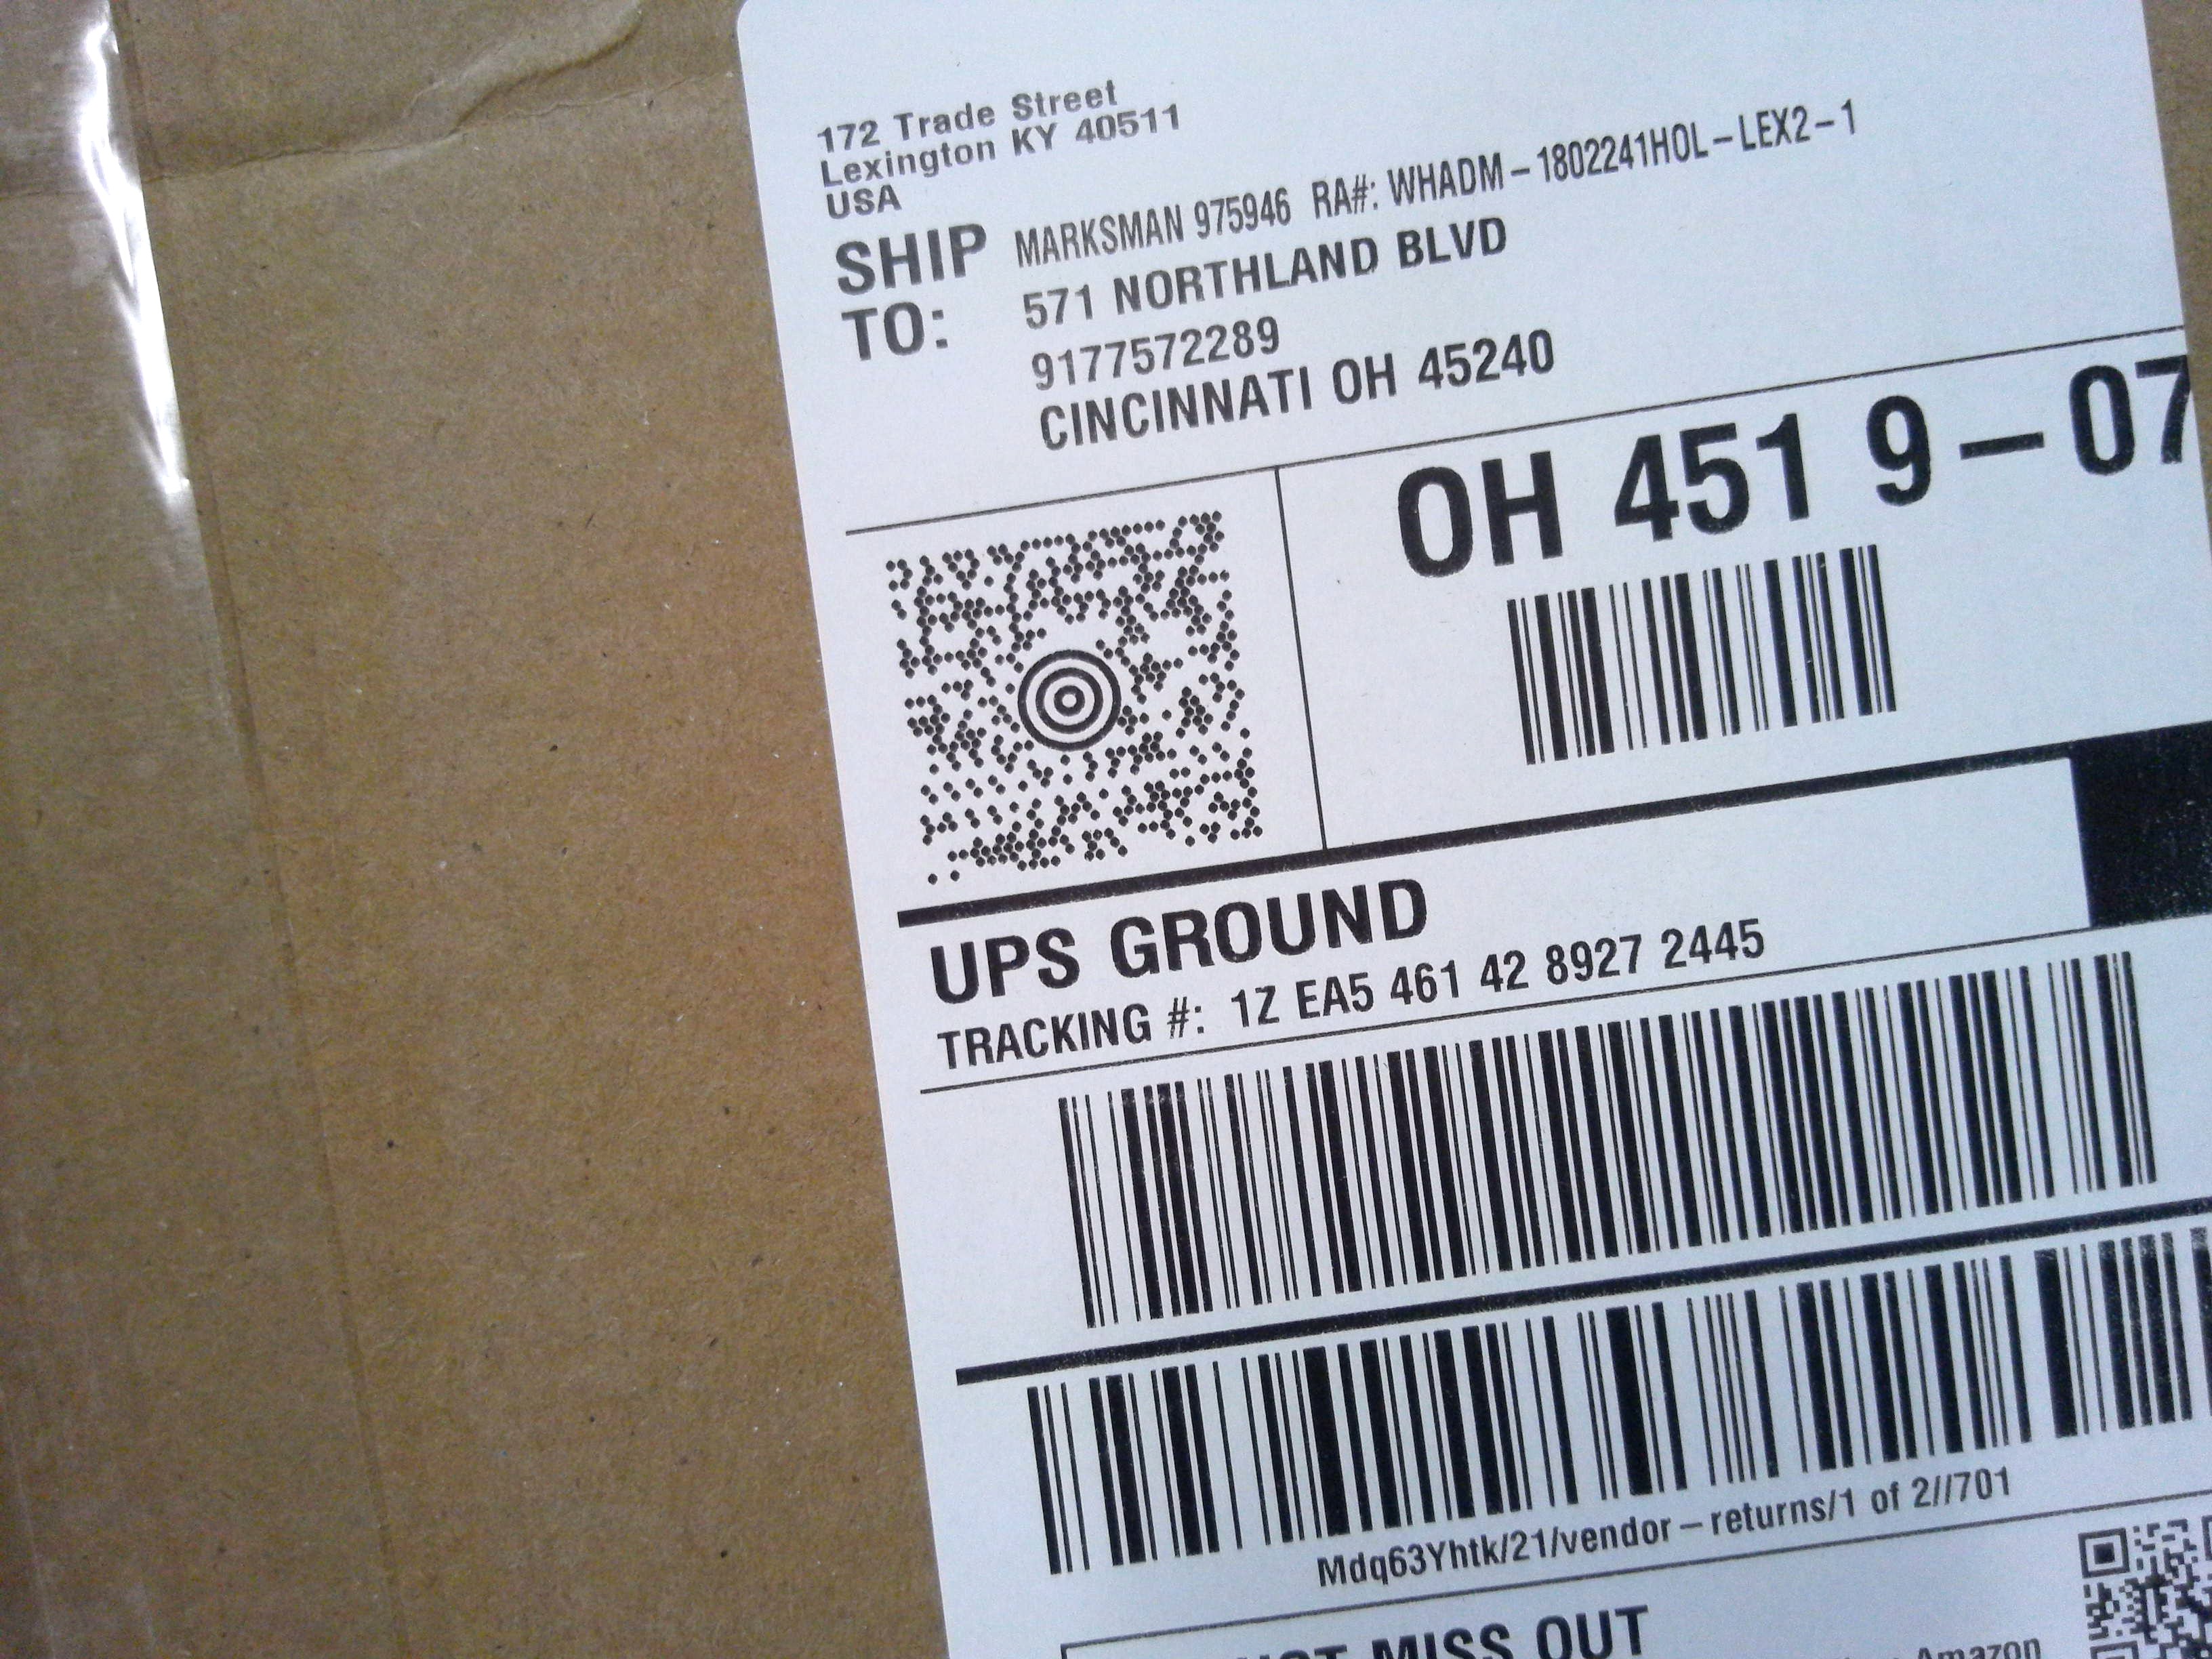 172 Trade Street
Lexington KY 40511
USA
SHIP TO:
MARKSMAN 975946 RA#: WHADM-1802241HOL-LEX2-1
571 NORTHLAND BLVD
9177572289
CINCINNATI OH 45240
OH 451 9-07
UPS GROUND
TRACKING #: 1Z EA5 461 42 8927 2445
Mdq63Yhtk/21/vendor-returns/1 of 2//701
MISS OUT
Amazon